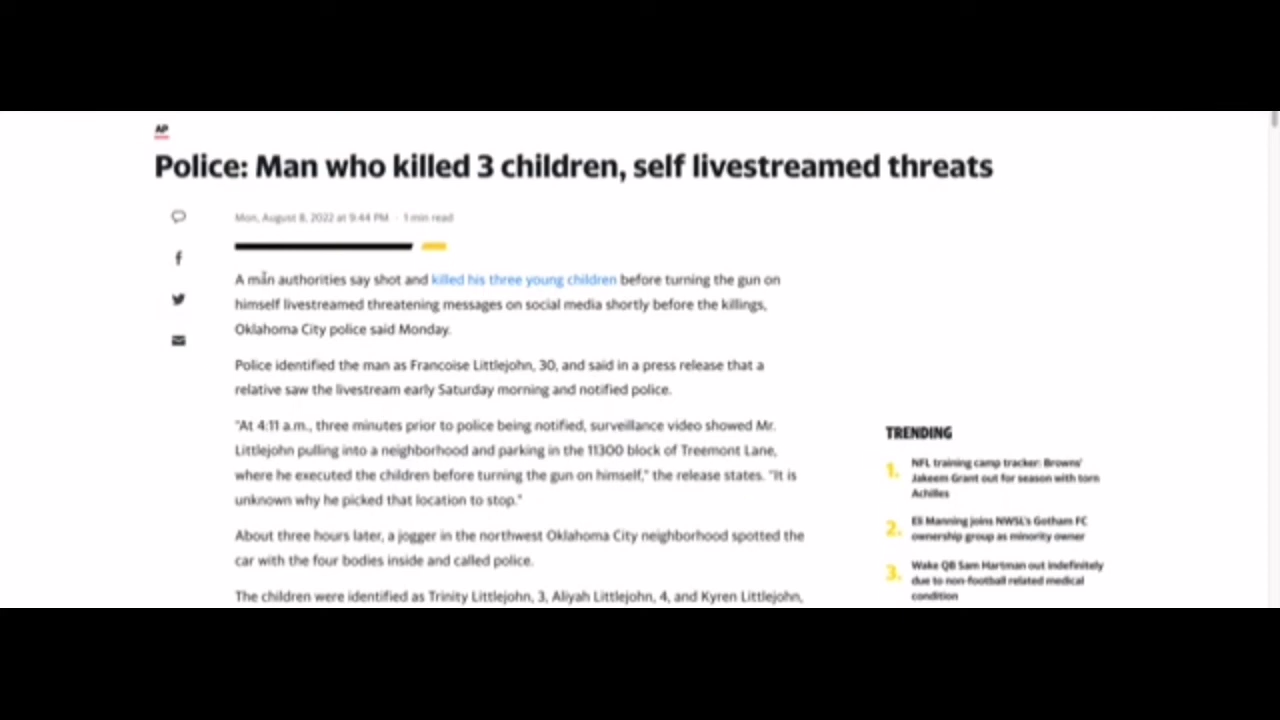 AP
Police: Man who killed 3 children, self livestreamed threats
Mon, August 8, 2022 at 9:44 PM · 1 min read
A man authorities say shot and killed his three young children before turning the gun on
himself livestreamed threatening messages on social media shortly before the killings,
Oklahoma City police said Monday.
Police identified the man as Francoise Littlejohn, 30, and said in a press release that a
relative saw the livestream early Saturday morning and notified police.
"At 4:11 a.m., three minutes prior to police being notified, surveillance video showed Mr.
Littlejohn pulling into a neighborhood and parking in the 11300 block of Treemont Lane,
where he executed the children before turning the gun on himself," the release states. "It is
unknown why he picked that location to stop."
About three hours later, a jogger in the northwest Oklahoma City neighborhood spotted the
car with the four bodies inside and called police.
The children were identified as Trinity Littlejohn, 3, Aliyah Littlejohn, 4, and Kyren Littlejohn,
TRENDING
1. NFL training camp tracker: Browns'
Jakeem Grant out for season with torn
Achilles
2. Eli Manning joins NWSL's Gotham FC
ownership group as minority owner
3. Wake QB Sam Hartman out indefinitely
due to non-football related medical
condition